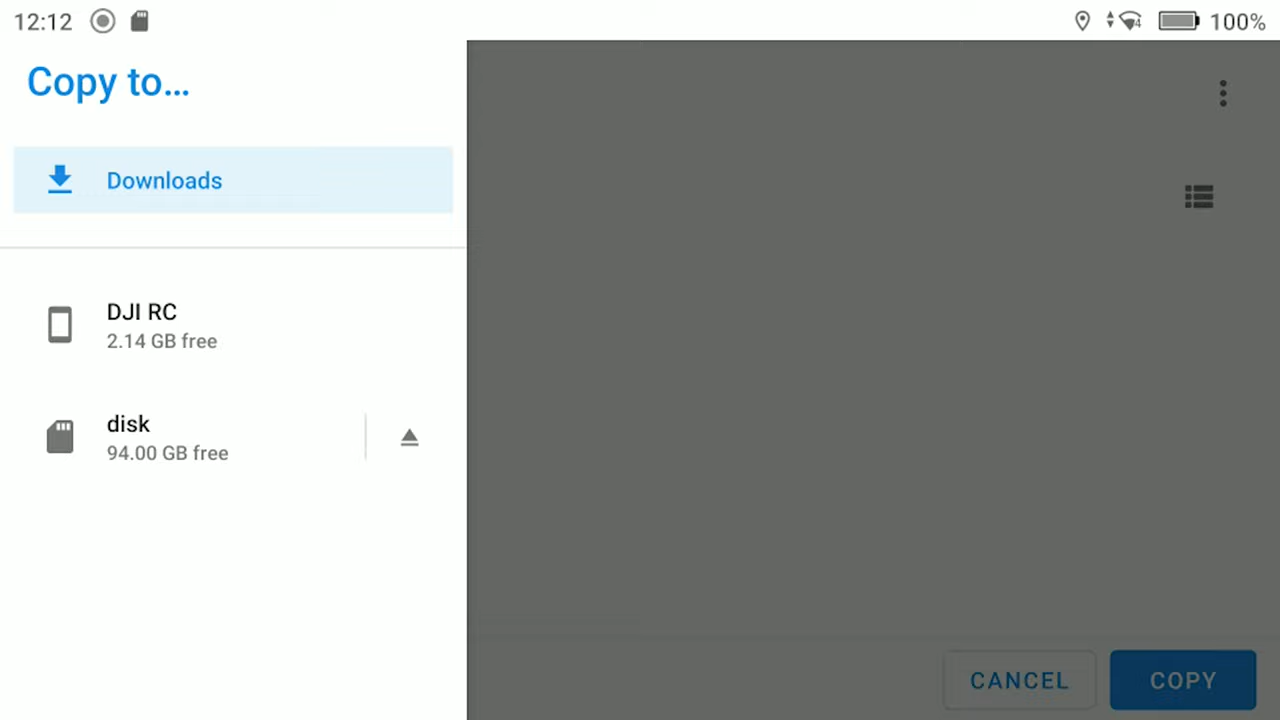 12:12
100%
Copy to...
Downloads
DJI RC
2.14 GB free
disk
94.00 GB free
CANCEL
COPY